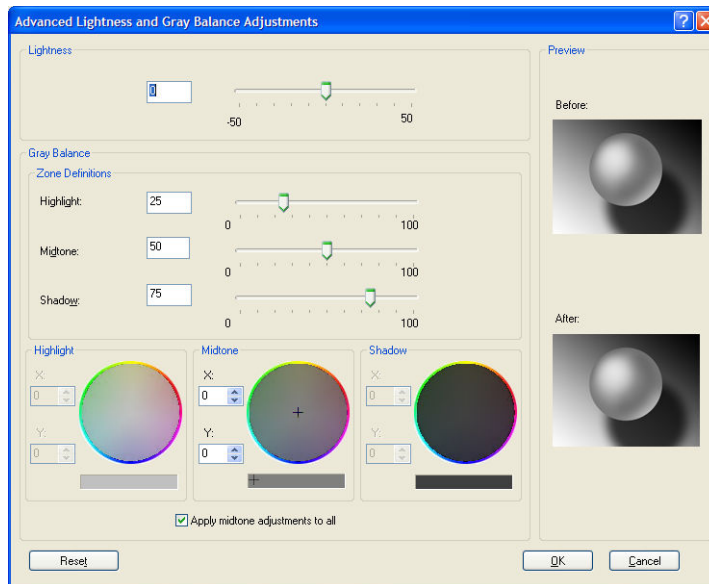 Advanced Lightness and Gray Balance Adjustments
Lightness
0
-50 50
Gray Balance
Zone Definitions
Highlight: 25
0 100
Midtone: 50
0 100
Shadow: 75
0 100
Highlight
X:
0
Y:
0
Midtone
X:
0
Y:
0
Shadow
X:
0
Y:
0
Apply midtone adjustments to all
Preview
Before:
After:
Reset
OK
Cancel